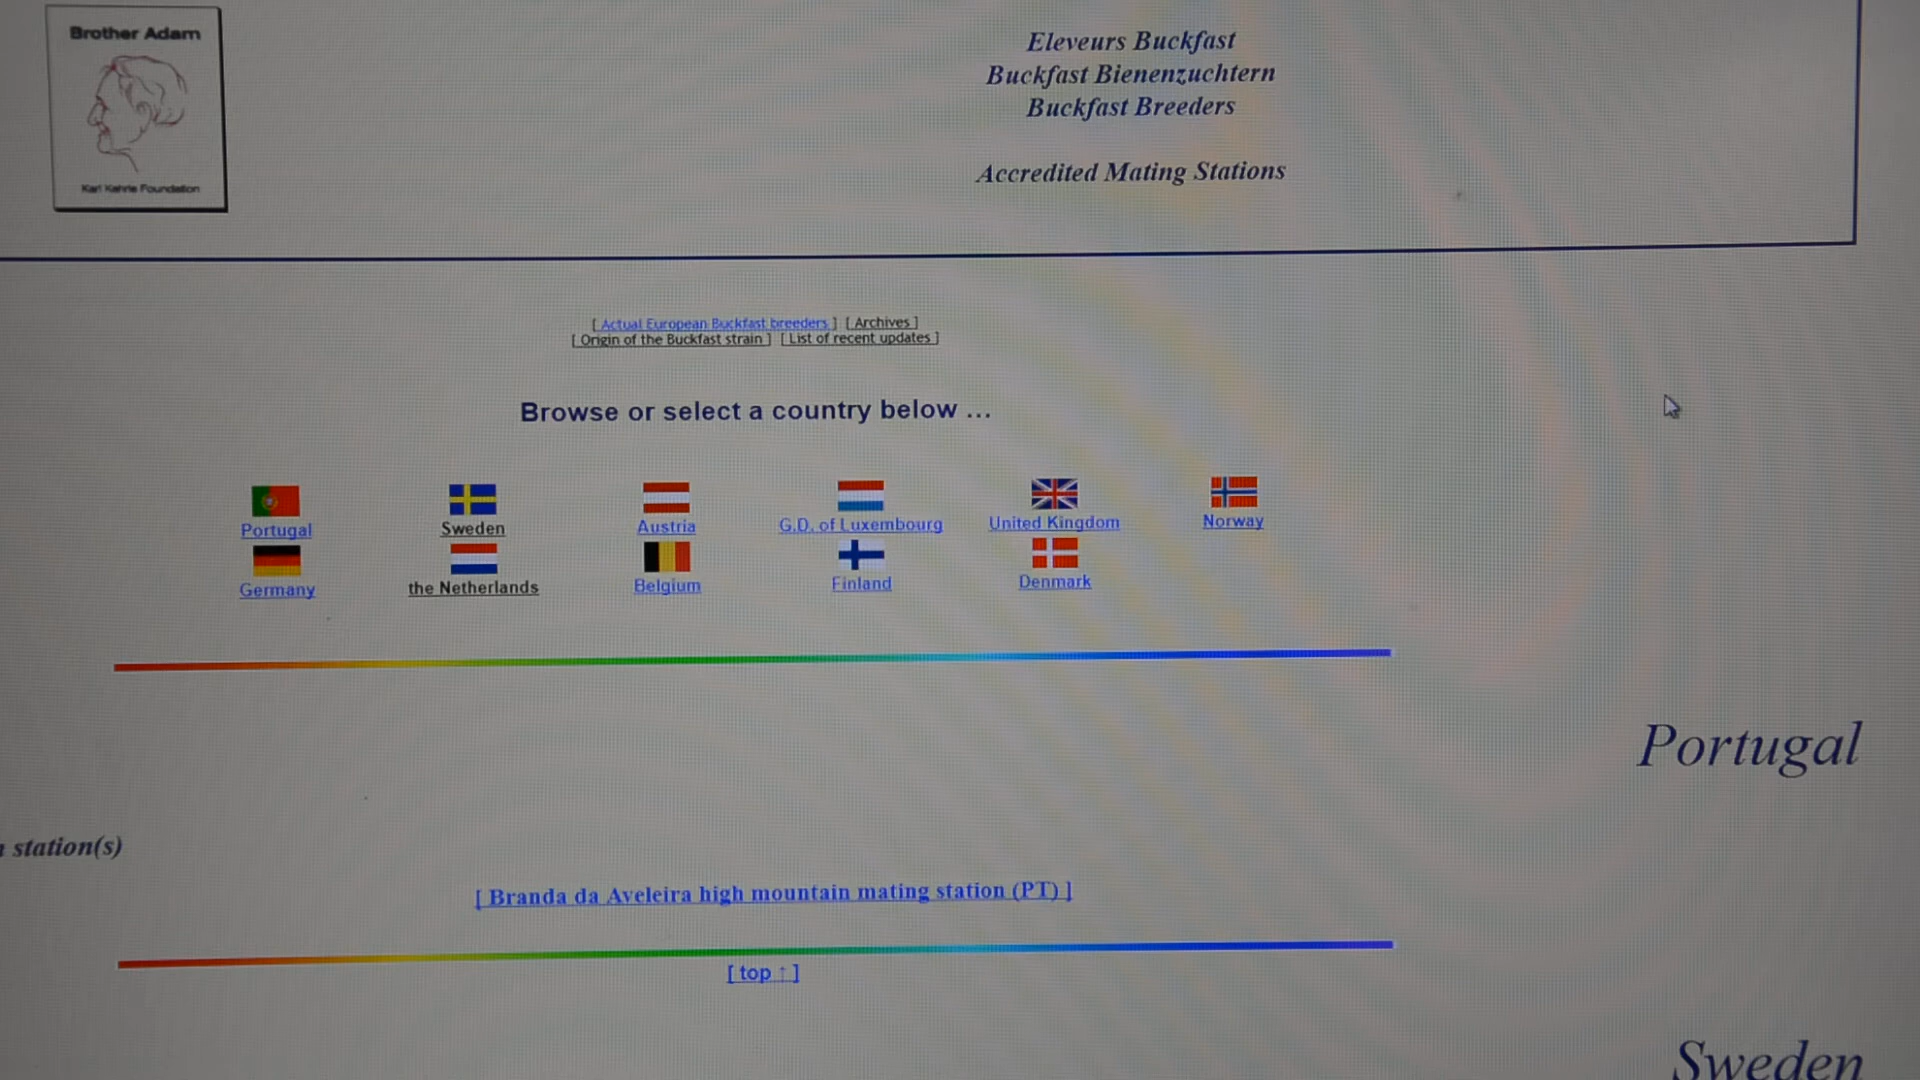 Brother Adam
Karl Kehrle Foundation
Eleveurs Buckfast
Buckfast Bienenzuchtern
Buckfast Breeders
Accredited Mating Stations
[ Actual European Buckfast breeders ] [ Archives ]
[ Origin of the Buckfast strain ] [ List of recent updates ]
Browse or select a country below ...
Portugal Sweden Austria G.D. of Luxembourg United Kingdom Norway
Germany the Netherlands Belgium Finland Denmark
Portugal
station(s)
[ Branda da Aveleira high mountain mating station (PT) ]
[ top ↑ ]
Sweden